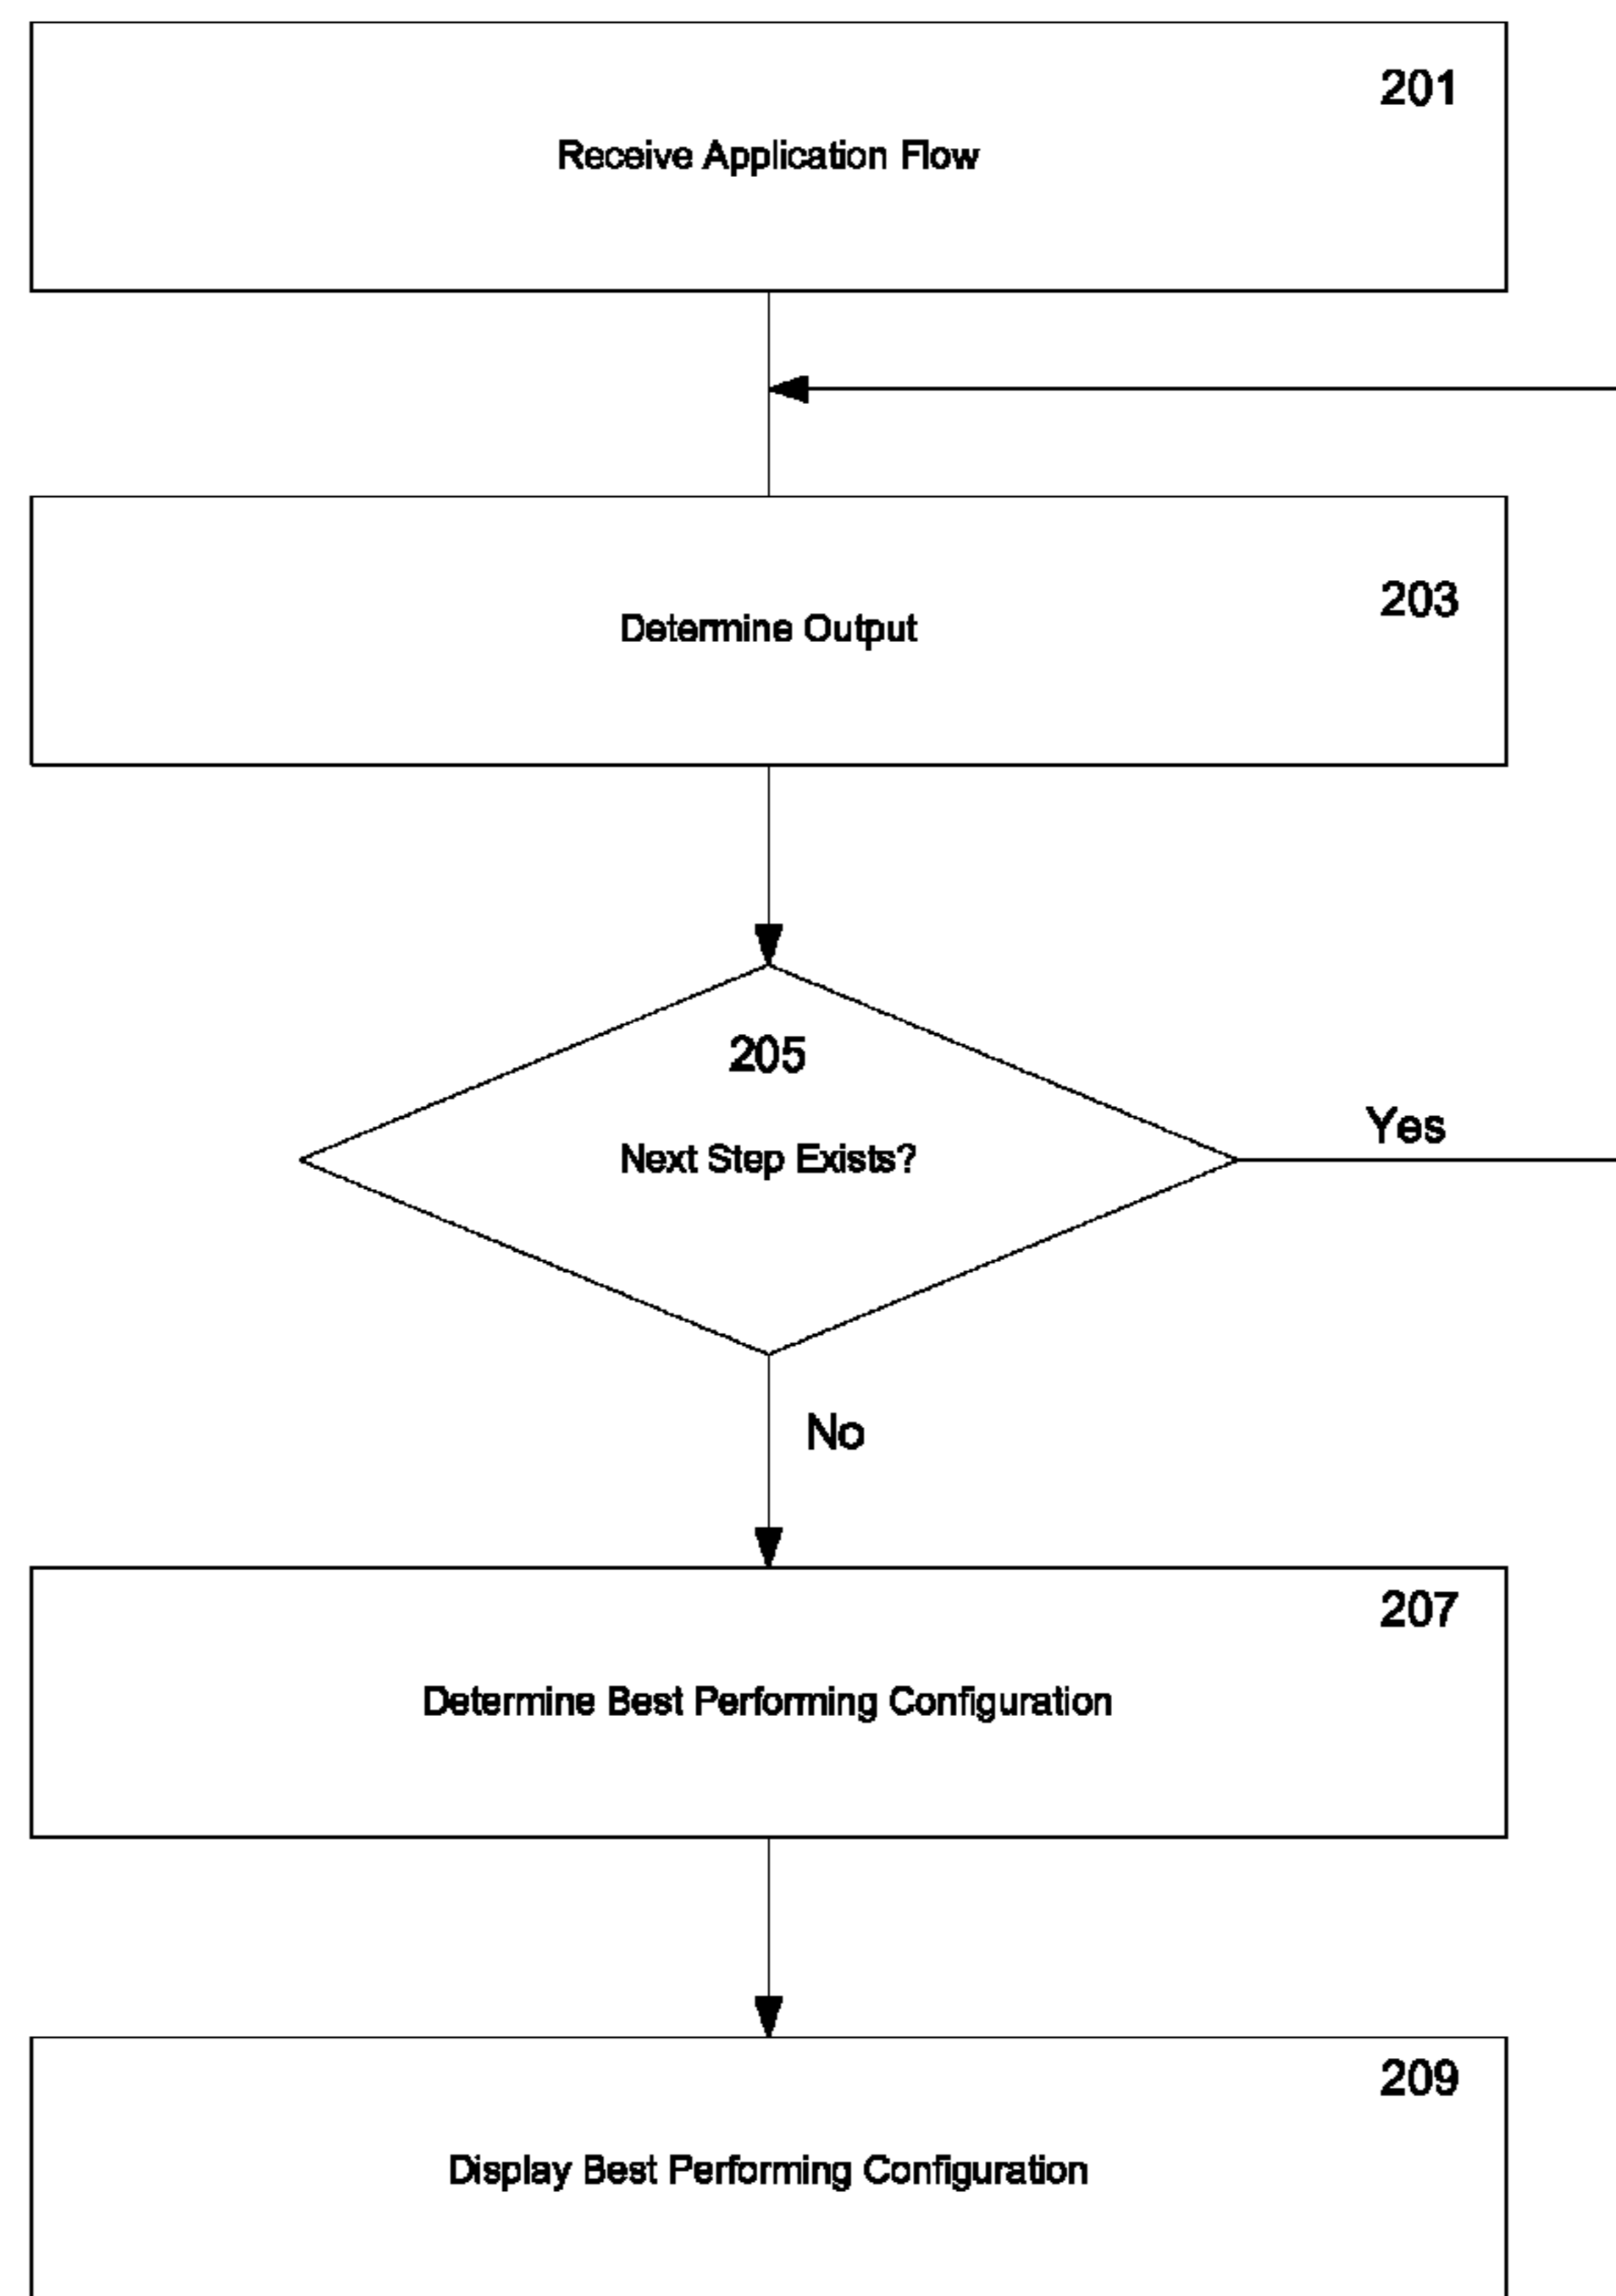 201
Receive Application Flow
203
Determine Output
205
Next Step Exists?
Yes
No
207
Determine Best Performing Configuration
209
Display Best Performing Configuration